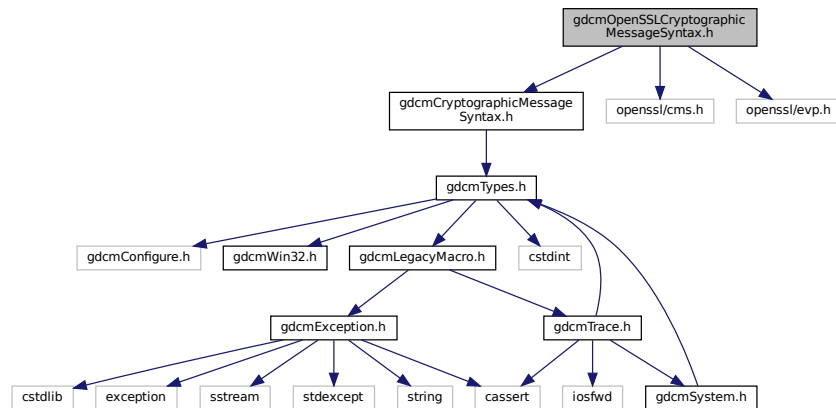 gdcmOpenSSLCryptographic
MessageSyntax.h
gdcmCryptographicMessage
Syntax.h
openssl/cms.h
openssl/evp.h
gdcmTypes.h
gdcmConfigure.h
gdcmWin32.h
gdcmLegacyMacro.h
cstdint
gdcmException.h
gdcmTrace.h
cstdlib
exception
sstream
stdexcept
string
cassert
iosfwd
gdcmSystem.h